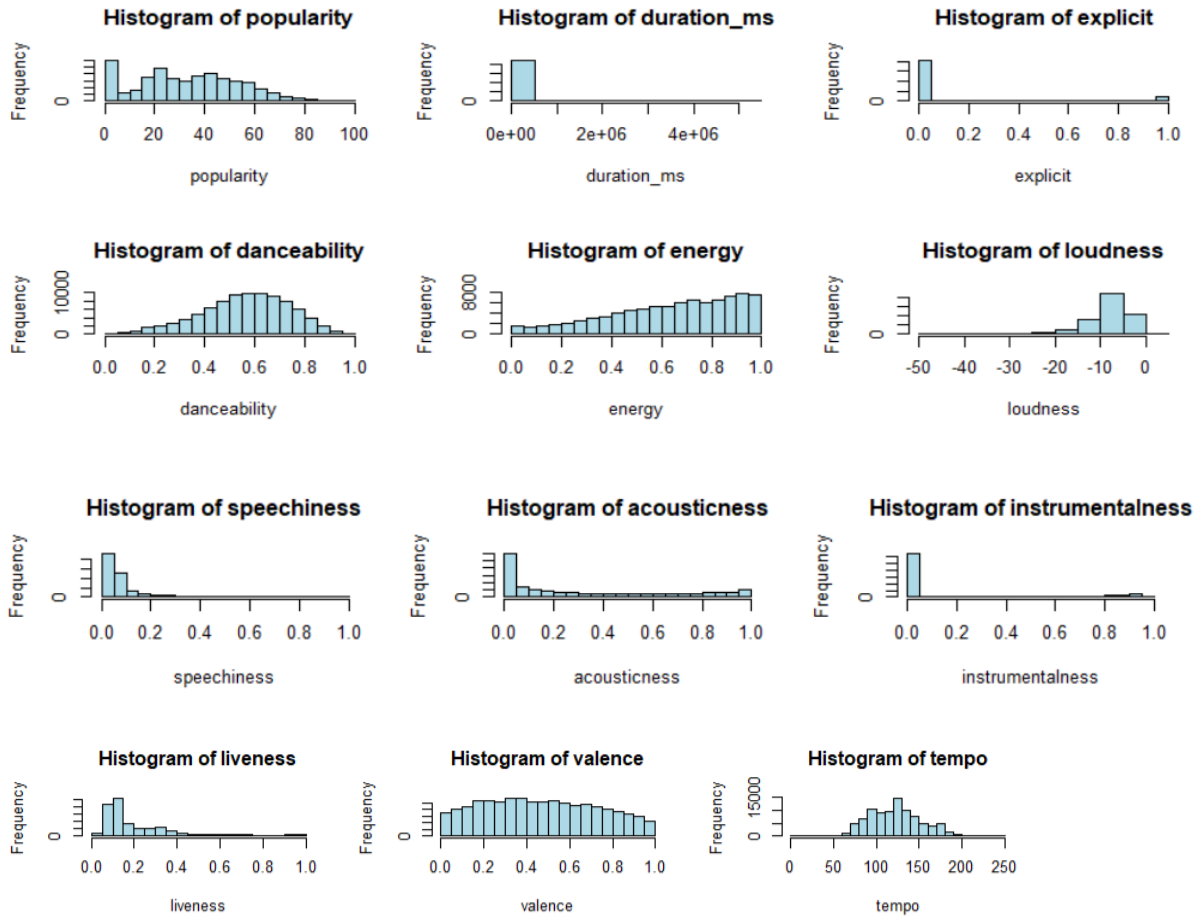 Histogram of popularity
Frequency
0
0 20 40 60 80 100
popularity
Histogram of duration_ms
Frequency
0
0e+00 2e+06 4e+06
duration_ms
Histogram of explicit
Frequency
0
0.0 0.2 0.4 0.6 0.8 1.0
explicit
Histogram of danceability
Frequency
0 10000
0.0 0.2 0.4 0.6 0.8 1.0
danceability
Histogram of energy
Frequency
0 8000
0.0 0.2 0.4 0.6 0.8 1.0
energy
Histogram of loudness
Frequency
0
-50 -40 -30 -20 -10 0
loudness
Histogram of speechiness
Frequency
0
0.0 0.2 0.4 0.6 0.8 1.0
speechiness
Histogram of acousticness
Frequency
0
0.0 0.2 0.4 0.6 0.8 1.0
acousticness
Histogram of instrumentalness
Frequency
0
0.0 0.2 0.4 0.6 0.8 1.0
instrumentalness
Histogram of liveness
Frequency
0
0.0 0.2 0.4 0.6 0.8 1.0
liveness
Histogram of valence
Frequency
0
0.0 0.2 0.4 0.6 0.8 1.0
valence
Histogram of tempo
Frequency
0 15000
0 50 100 150 200 250
tempo